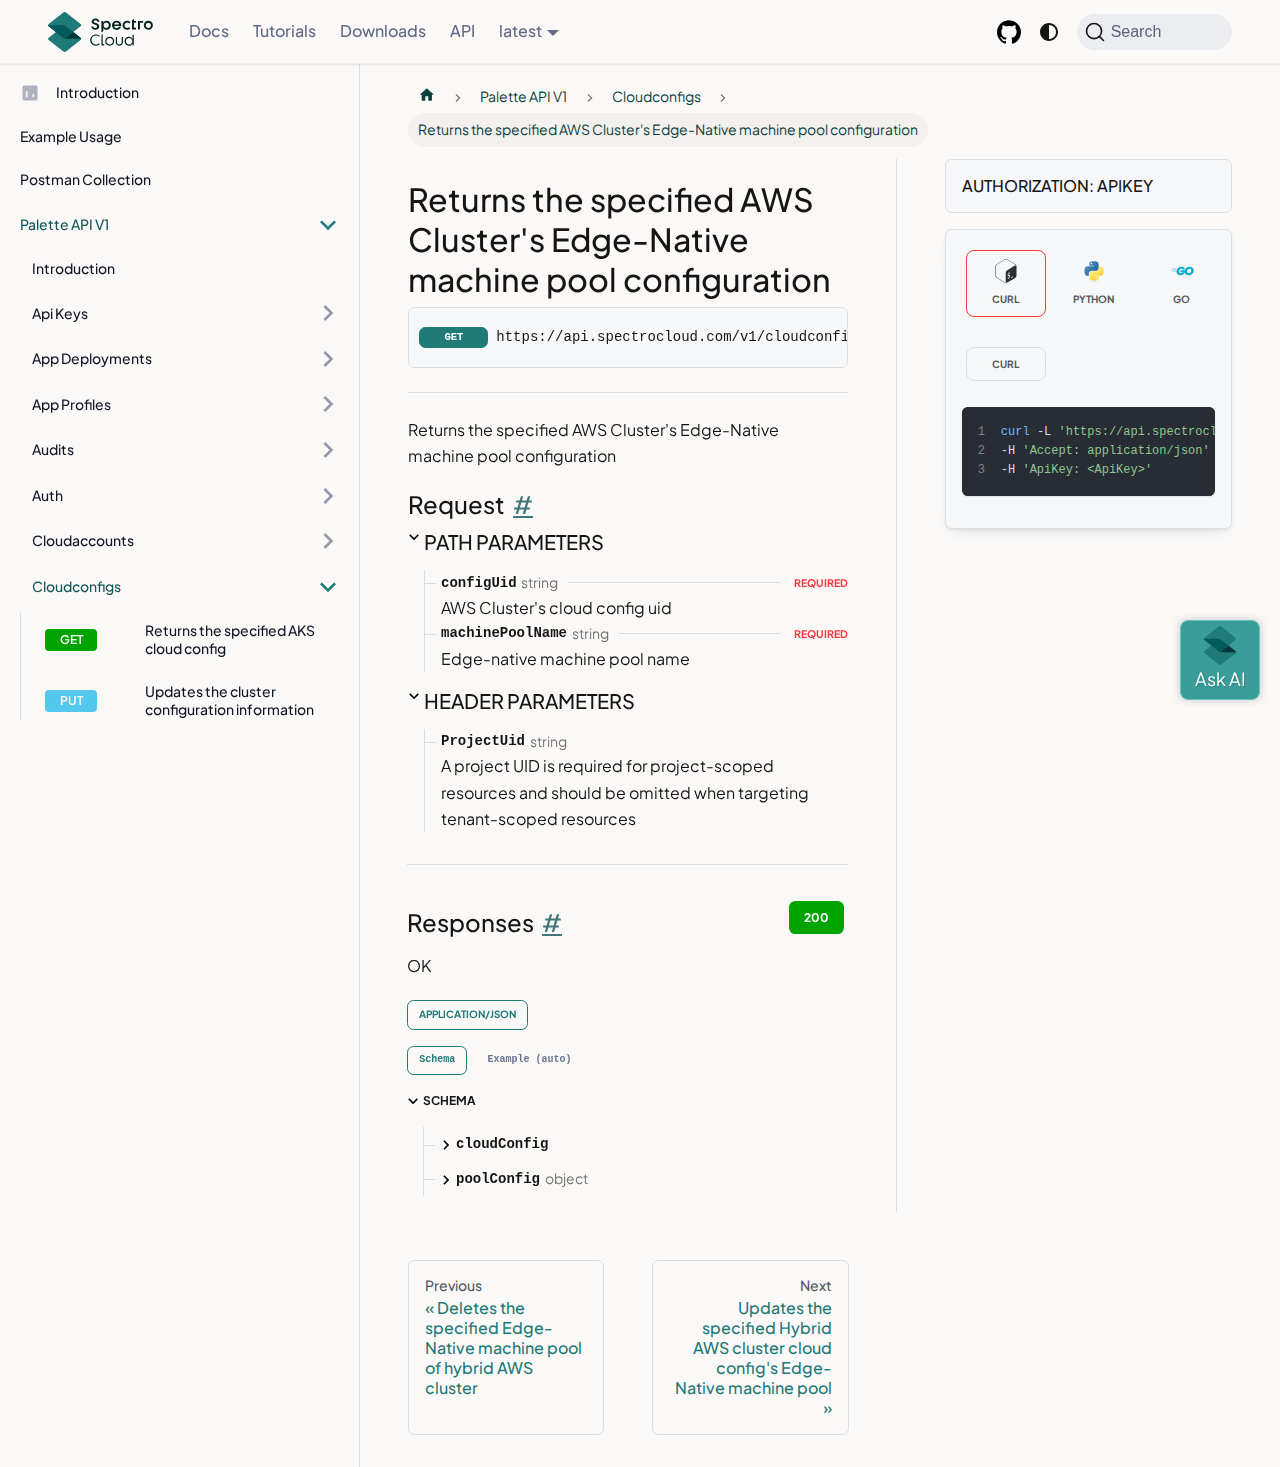 Spectro Cloud
Docs
Tutorials
Downloads
API
latest
Search
Introduction
Example Usage
Postman Collection
Palette API V1
Introduction
Api Keys
App Deployments
App Profiles
Audits
Auth
Cloudaccounts
Cloudconfigs
GET
Returns the specified AKS
cloud config
PUT
Updates the cluster
configuration information
Palette API V1
Cloudconfigs
Returns the specified AWS Cluster's Edge-Native machine pool configuration
Returns the specified AWS
Cluster's Edge-Native
machine pool configuration
GET https://api.spectrocloud.com/v1/cloudconfi
Returns the specified AWS Cluster's Edge-Native
machine pool configuration
Request #
PATH PARAMETERS
configUid string REQUIRED
AWS Cluster's cloud config uid
machinePoolName string REQUIRED
Edge-native machine pool name
HEADER PARAMETERS
ProjectUid string
A project UID is required for project-scoped
resources and should be omitted when targeting
tenant-scoped resources
Responses #
200
OK
APPLICATION/JSON
Schema
Example (auto)
SCHEMA
cloudConfig
poolConfig object
Previous
« Deletes the
specified Edge-
Native machine pool
of hybrid AWS
cluster
Next
Updates the
specified Hybrid
AWS cluster cloud
config's Edge-
Native machine pool
»
AUTHORIZATION: APIKEY
CURL
PYTHON
GO
CURL
1 curl -L 'https://api.spectrocl
2 -H 'Accept: application/json'
3 -H 'ApiKey: <ApiKey>'
Ask AI